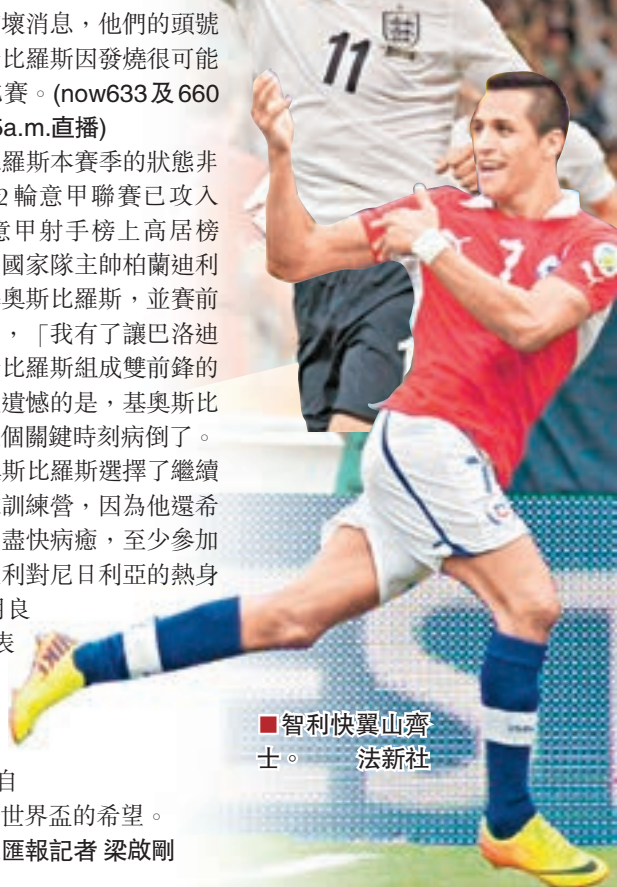 壞消息，他們的頭號
比羅斯因發燒很可能
賽。(now633及660
a.m.直播)
羅斯本賽季的狀態非
2輪意甲聯賽已攻入
意甲射手榜上高居榜
國家隊主帥柏蘭迪利
奧斯比羅斯，並賽前
，「我有了讓巴洛迪
比羅斯組成雙前鋒的
遺憾的是，基奧斯比
個關鍵時刻病倒了。
斯比羅斯選擇了繼續
訓練營，因為他還希
盡快病癒，至少參加
利對尼日利亞的熱身
良
表
自
世界盃的希望。
匯報記者 梁啟剛
11
7
■智利快翼山齊
士。 法新社